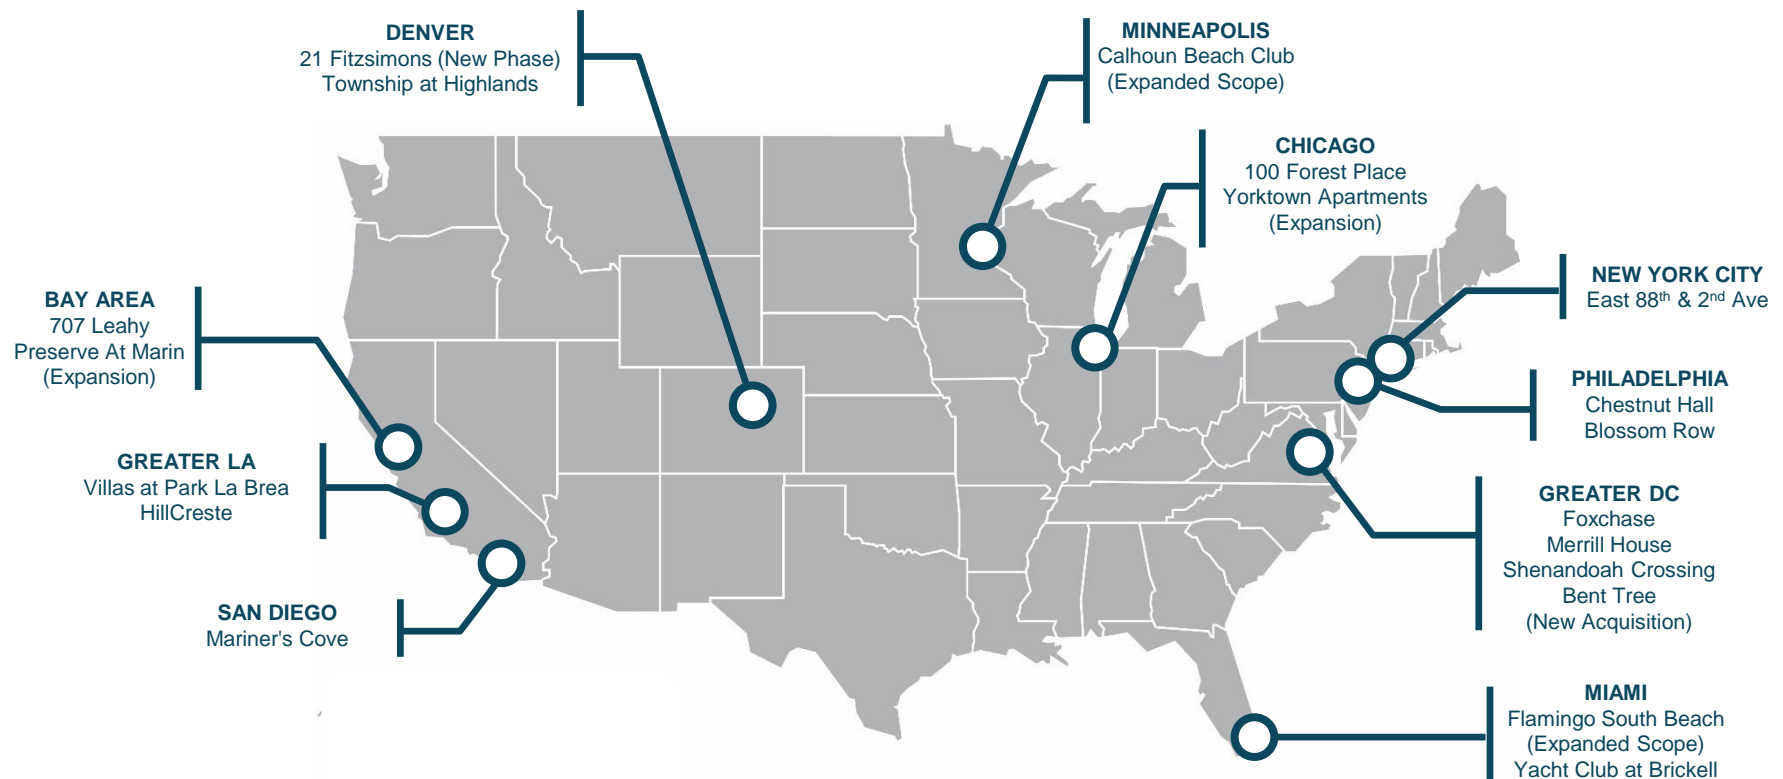 DENVER
21 Fitzsimons (New Phase)
Township at Highlands
MINNEAPOLIS
Calhoun Beach Club
(Expanded Scope)
CHICAGO
100 Forest Place
Yorktown Apartments
(Expansion)
NEW YORK CITY
East 88th & 2nd Ave
BAY AREA
707 Leahy
Preserve At Marin
(Expansion)
PHILADELPHIA
Chestnut Hall
Blossom Row
GREATER LA
Villas at Park La Brea
HillCreste
GREATER DC
Foxchase
Merrill House
Shenandoah Crossing
Bent Tree
(New Acquisition)
SAN DIEGO
Mariner's Cove
MIAMI
Flamingo South Beach
(Expanded Scope)
Yacht Club at Brickell